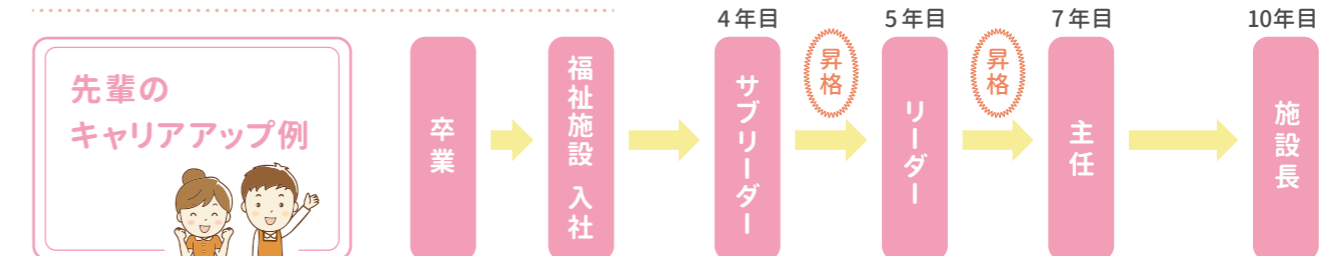 先輩の
キャリアアップ例
卒業
福祉施設 入社
4年目
サブリーダー
昇格
5年目
リーダー
昇格
7年目
主任
10年目
施設長